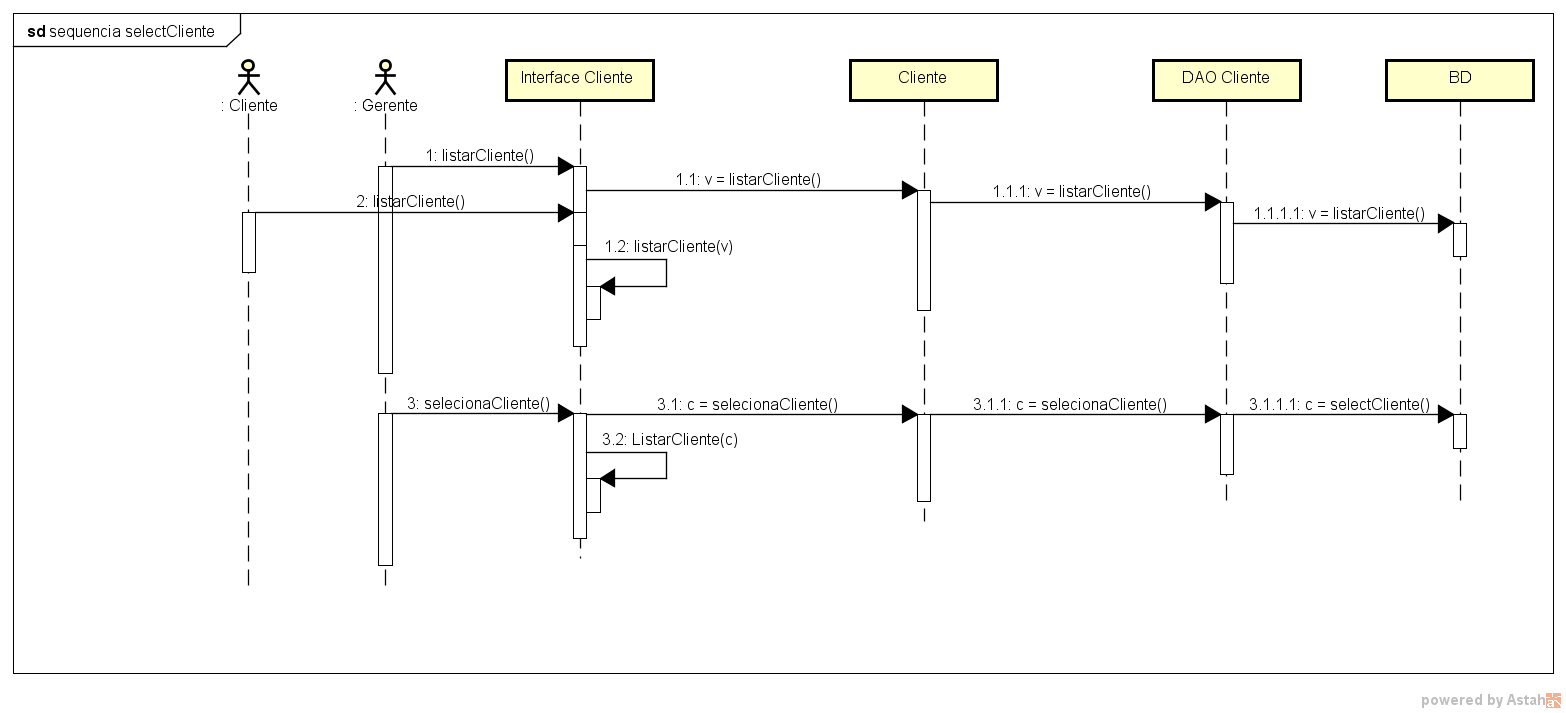 sd sequencia selectCliente
: Cliente
: Gerente
Interface Cliente
Cliente
DAO Cliente
BD
1: listarCliente()
1.1: v = listarCliente()
1.1.1: v = listarCliente()
2: listarCliente()
1.1.1.1: v = listarCliente()
1.2: listarCliente(v)
3: selecionaCliente()
3.1: c = selecionaCliente()
3.1.1: c = selecionaCliente()
3.1.1.1: c = selectCliente()
3.2: ListarCliente(c)
powered by Astah